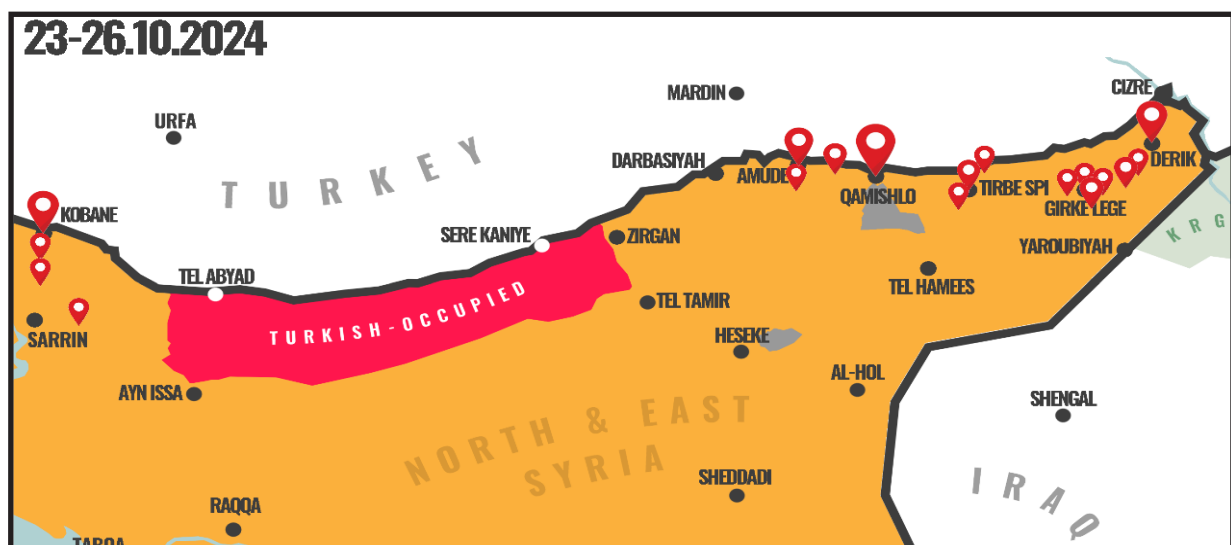 23-26.10.2024
CIZRE
MARDIN
URFA
TURKEY
DERIK
DARBASIYAH
AMUDE
TIRBE SPI
QAMISHLO
GIRKE LEGE
KOBANE
KRG
SERE KANIYE
ZIRGAN
YAROUBIYAH
TEL ABYAD
TEL HAMEES
TURKISH-OCCUPIED
TEL TAMIR
SARRIN
HESEKE
AL-HOL
AYN ISSA
SHENGAL
NORTH & EAST
SYRIA
SHEDDADI
IRAQ
RAQQA
TABQA